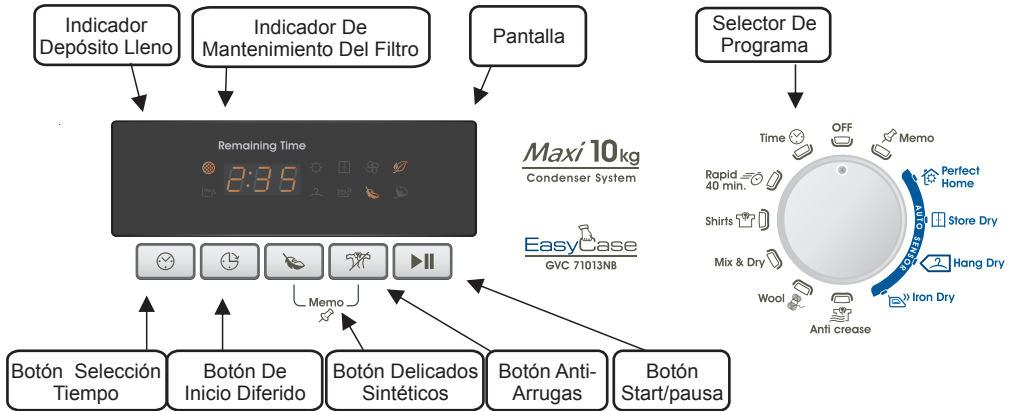 Indicador
Depósito Lleno
Indicador De
Mantenimiento Del Filtro
Pantalla
Selector De
Programa
Remaining Time
2:35
Maxi 10kg
Condenser System
EasyCase
GVC 71013NB
OFF
Time
Memo
Rapid
40 min.
Perfect
Home
Shirts
Store Dry
AUTO SENSOR
Mix & Dry
Hang Dry
Wool
Iron Dry
Anti crease
Memo
Botón Selección
Tiempo
Botón De
Inicio Diferido
Botón Delicados
Sintéticos
Botón Anti-
Arrugas
Botón
Start/pausa